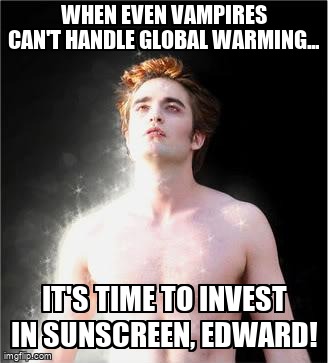 WHEN EVEN VAMPIRES
CAN'T HANDLE GLOBAL WARMING...
IT'S TIME TO INVEST
IN SUNSCREEN, EDWARD!
imgflip.com